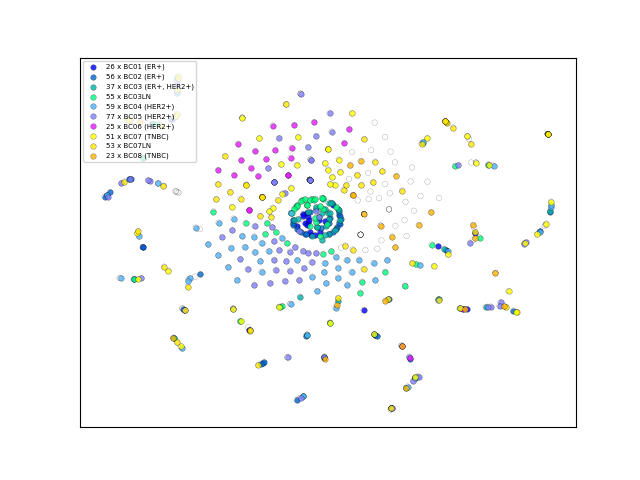 26 x BC01 (ER+)
56 x BC02 (ER+)
37 x BC03 (ER+, HER2+)
55 x BC03LN
59 x BC04 (HER2+)
77 x BC05 (HER2+)
25 x BC06 (HER2+)
51 x BC07 (TNBC)
53 x BC07LN
23 x BC08 (TNBC)